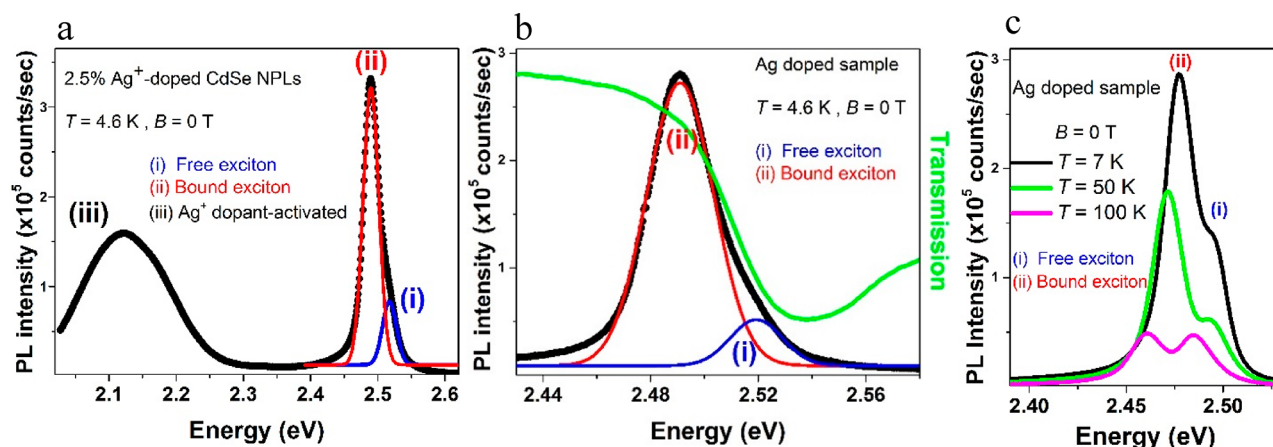 a
PL Intensity (x10⁵ counts/sec)
3
2
1
2.5% Ag⁺-doped CdSe NPLs
T = 4.6 K , B = 0 T
(i) Free exciton
(ii) Bound exciton
(iii) Ag⁺ dopant-activated
(iii)
(ii)
(i)
2.1 2.2 2.3 2.4 2.5 2.6
Energy (eV)
b
PL intensity (x10⁵ counts/sec)
3
2
1
Ag doped sample
T = 4.6 K , B = 0 T
(i) Free exciton
(ii) Bound exciton
(ii)
(i)
Transmission
2.44 2.48 2.52 2.56
Energy (eV)
c
PL Intensity (x10⁵ counts/sec)
3
2
1
(ii)
Ag doped sample
B = 0 T
T = 7 K
T = 50 K
T = 100 K
(i)
(i) Free exciton
(ii) Bound exciton
2.40 2.45 2.50
Energy (eV)